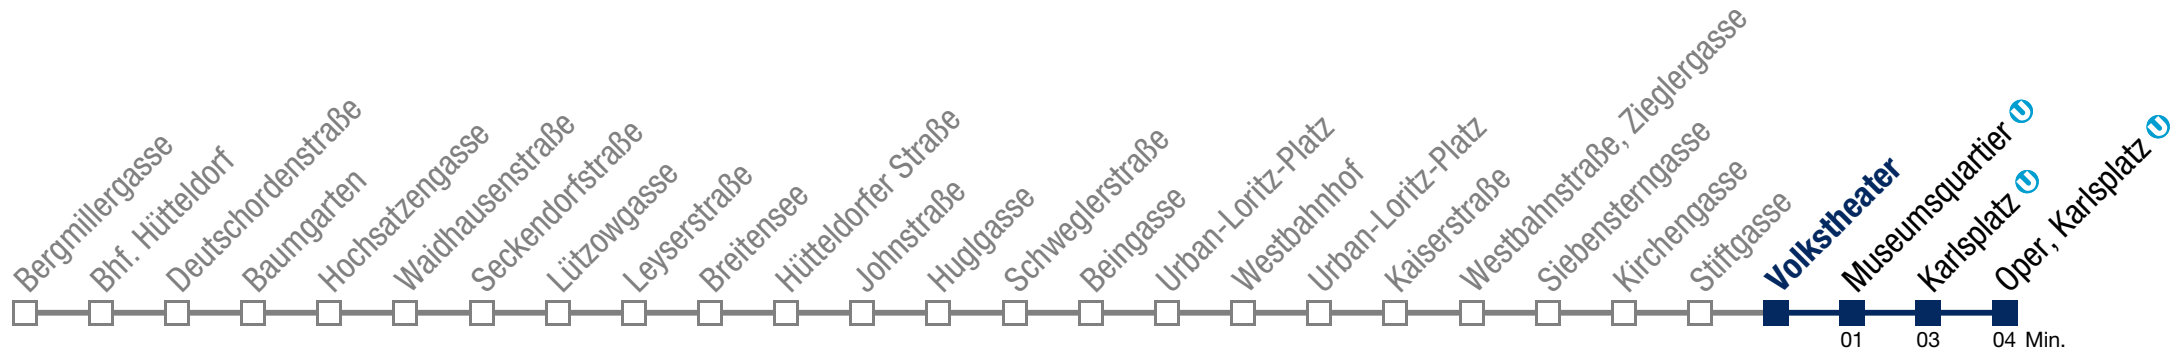 Bergmillergasse
Bhf. Hütteldorf
Deutschordenstraße
Baumgarten
Hochsatzengasse
Waidhausenstraße
Seckendorfstraße
Lützowgasse
Leyserstraße
Breitensee
Hütteldorfer Straße
Johnstraße
Huglgasse
Schweglerstraße
Beingasse
Urban-Loritz-Platz
Westbahnhof
Urban-Loritz-Platz
Kaiserstraße
Westbahnstraße, Zieglergasse
Siebensterngasse
Kirchengasse
Stiftgasse
Volkstheater
Museumsquartier U
Karlsplatz U
Oper, Karlsplatz U
01 03 04 Min.